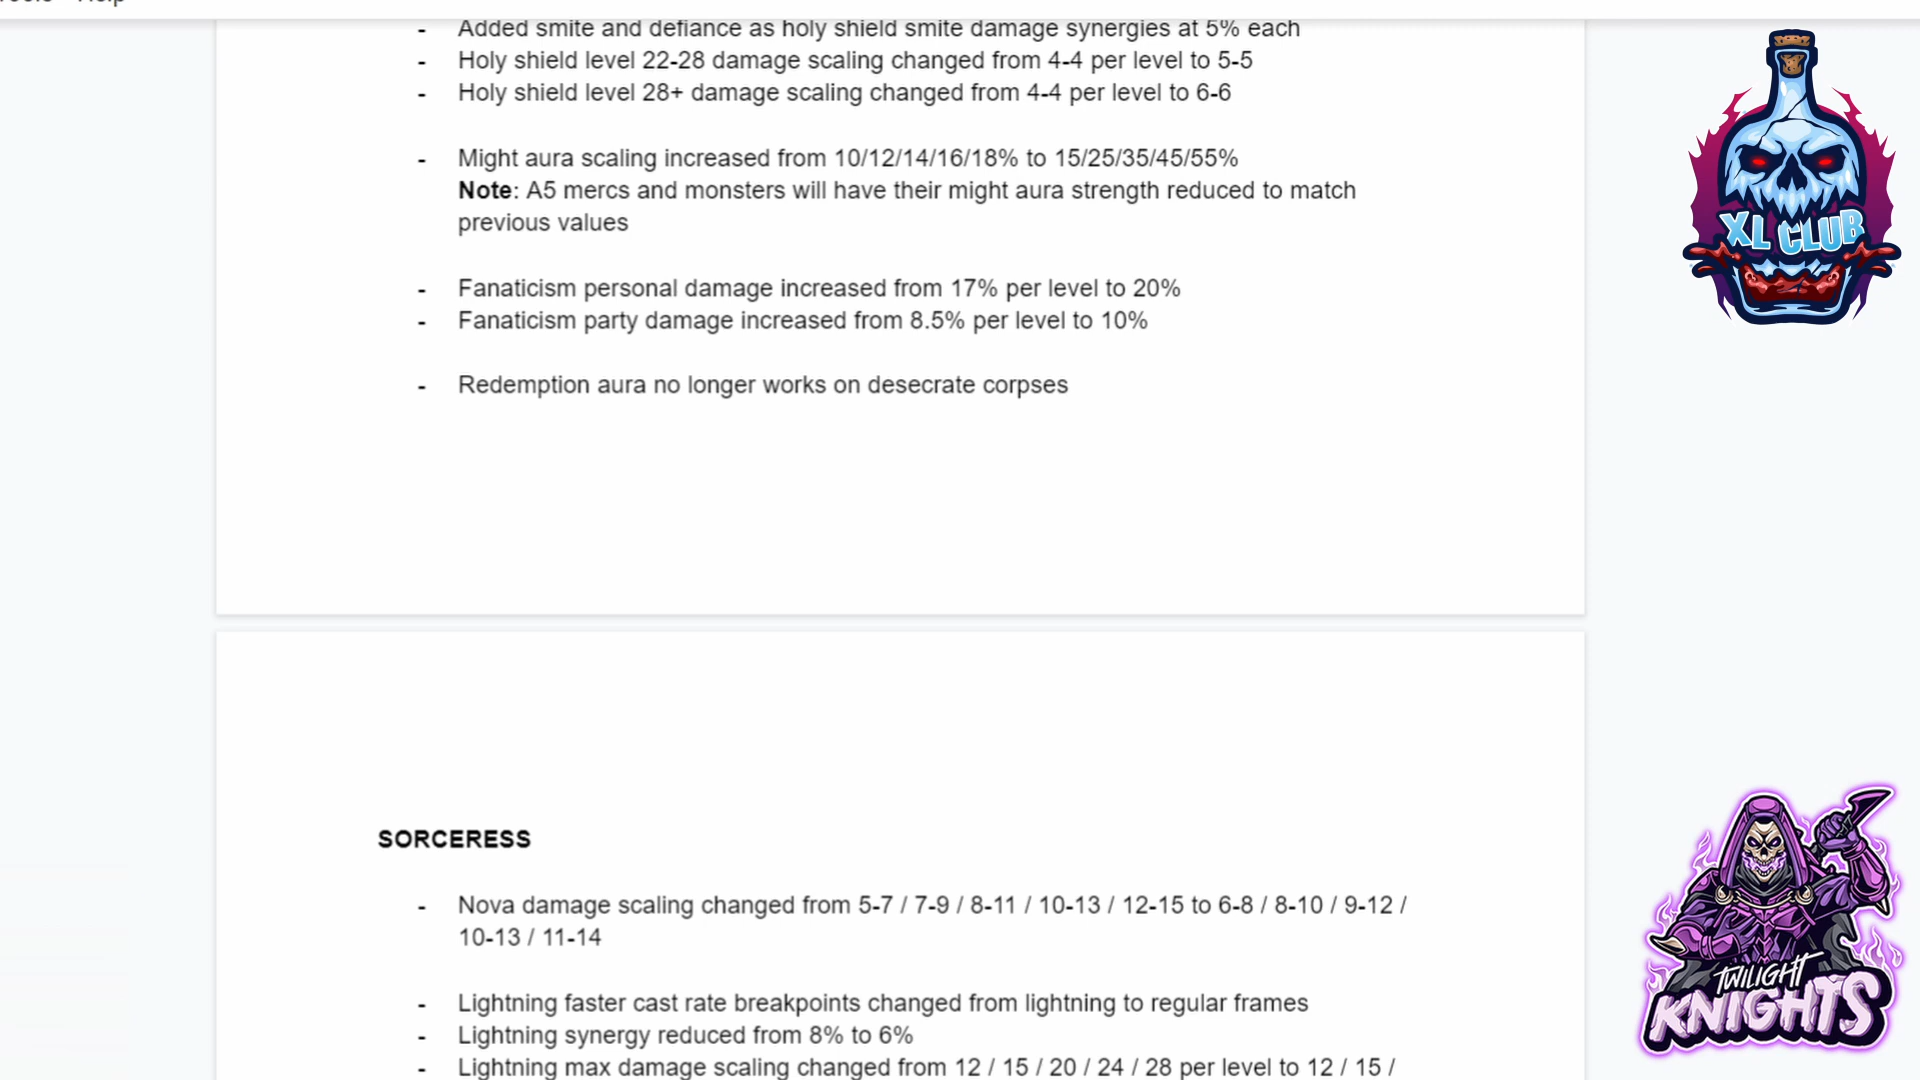 Help
- Added smite and defiance as holy shield smite damage synergies at 5% each
- Holy shield level 22-28 damage scaling changed from 4-4 per level to 5-5
- Holy shield level 28+ damage scaling changed from 4-4 per level to 6-6
- Might aura scaling increased from 10/12/14/16/18% to 15/25/35/45/55%
Note: A5 mercs and monsters will have their might aura strength reduced to match
previous values
- Fanaticism personal damage increased from 17% per level to 20%
- Fanaticism party damage increased from 8.5% per level to 10%
- Redemption aura no longer works on desecrate corpses
SORCERESS
- Nova damage scaling changed from 5-7 / 7-9 / 8-11 / 10-13 / 12-15 to 6-8 / 8-10 / 9-12 /
10-13 / 11-14
- Lightning faster cast rate breakpoints changed from lightning to regular frames
- Lightning synergy reduced from 8% to 6%
- Lightning max damage scaling changed from 12 / 15 / 20 / 24 / 28 per level to 12 / 15 /
XL CLUB
TWILIGHT
KNIGHTS